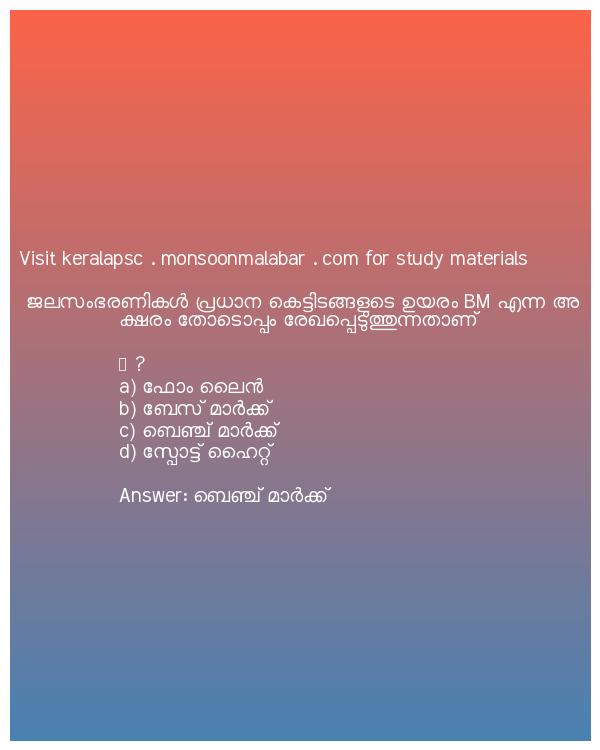 Visit keralapsc . monsoonmalabar . com for study materials
ജലസംഭരണികൾ പ്രധാന കെട്ടിടങ്ങളുടെ ഉയരം BM എന്ന അ
ക്ഷരം തോടൊപ്പം രേഖപ്പെടുത്തുന്നതാണ്
?
a) ഫോം ലൈൻ
b) ബേസ് മാർക്ക്
c) ബെഞ്ച് മാർക്ക്
d) സ്പോട്ട് ഹൈറ്റ്
Answer: ബെഞ്ച് മാർക്ക്